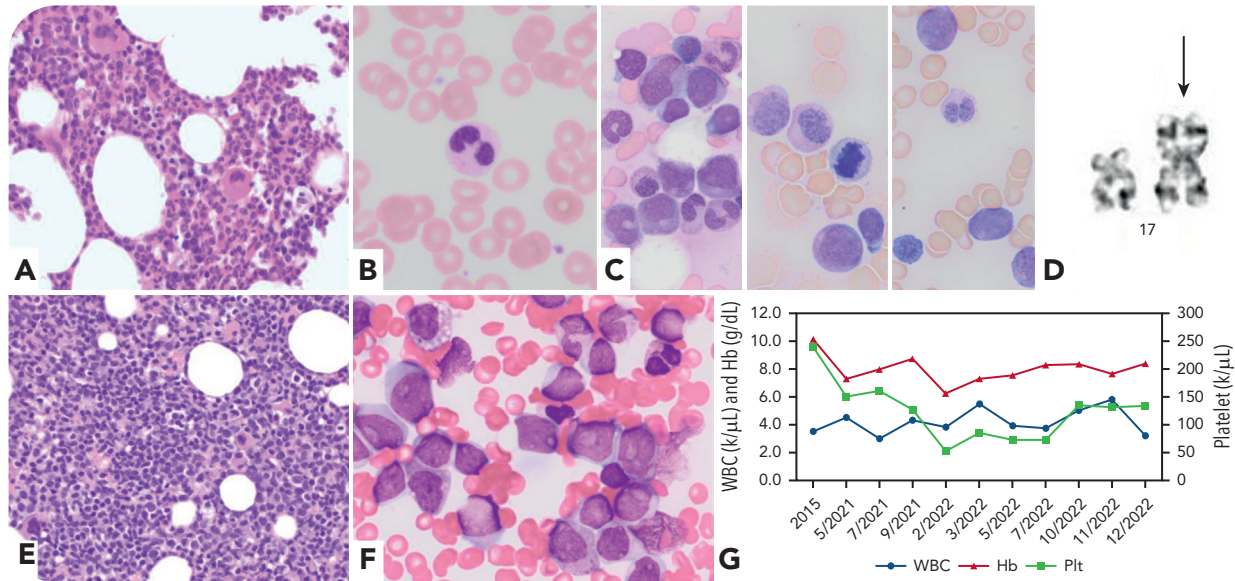 A
B
C
D
17
E
F
G
WBC (k/μL) and Hb (g/dL)
12.0
10.0
8.0
6.0
4.0
2.0
0.0
300
250
200
150
100
50
0
Platelet (k/μL)
2015
5/2021
7/2021
9/2021
2/2022
3/2022
5/2022
7/2022
10/2022
11/2022
12/2022
WBC Hb Plt